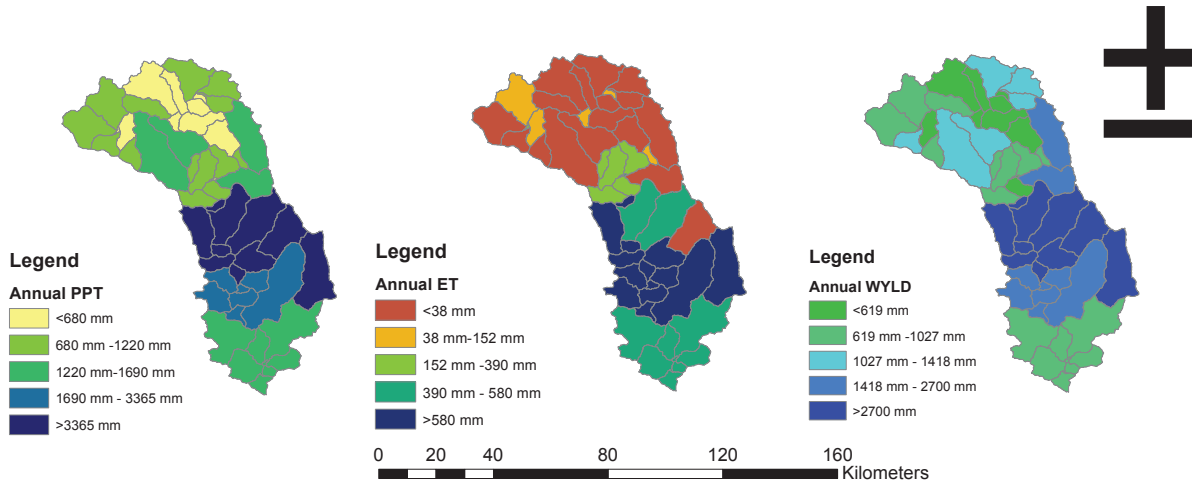 Legend
Annual PPT
<680 mm
680 mm -1220 mm
1220 mm-1690 mm
1690 mm - 3365 mm
>3365 mm
Legend
Annual ET
<38 mm
38 mm-152 mm
152 mm -390 mm
390 mm - 580 mm
>580 mm
Legend
Annual WYLD
<619 mm
619 mm -1027 mm
1027 mm - 1418 mm
1418 mm - 2700 mm
>2700 mm
0 40 80 120 160
Kilometers